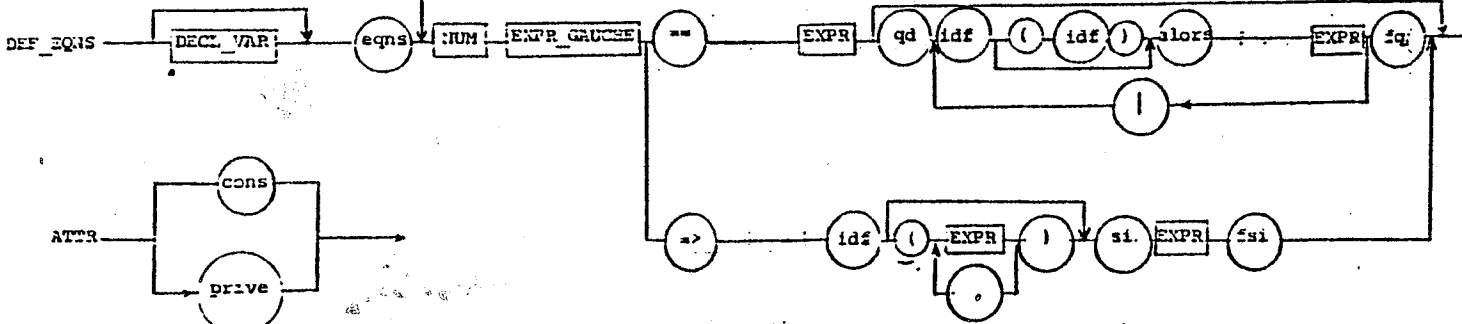 DEF_EQNS DECL_VAR eqns NUM EXPR_GAUCHE == EXPR qd idf ( idf ) alors EXPR fq
|
ATTR cons
prive
=> idf ( EXPR ) si EXPR fsi
,